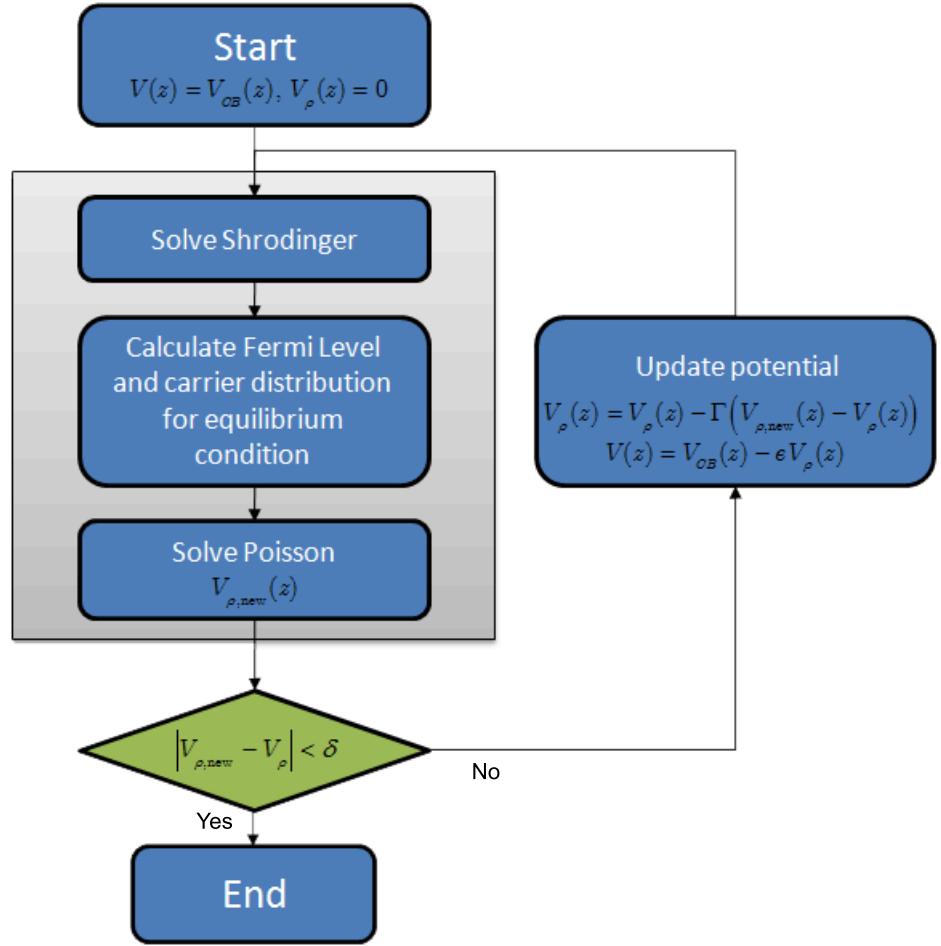 Start
V(z) = V_CB(z), V_ρ(z) = 0
Solve Shrodinger
Calculate Fermi Level
and carrier distribution
for equilibrium
condition
Solve Poisson
V_ρ,new(z)
|V_ρ,new − V_ρ| < δ
Yes
No
End
Update potential
V_ρ(z) = V_ρ(z) − Γ(V_ρ,new(z) − V_ρ(z))
V(z) = V_CB(z) − eV_ρ(z)